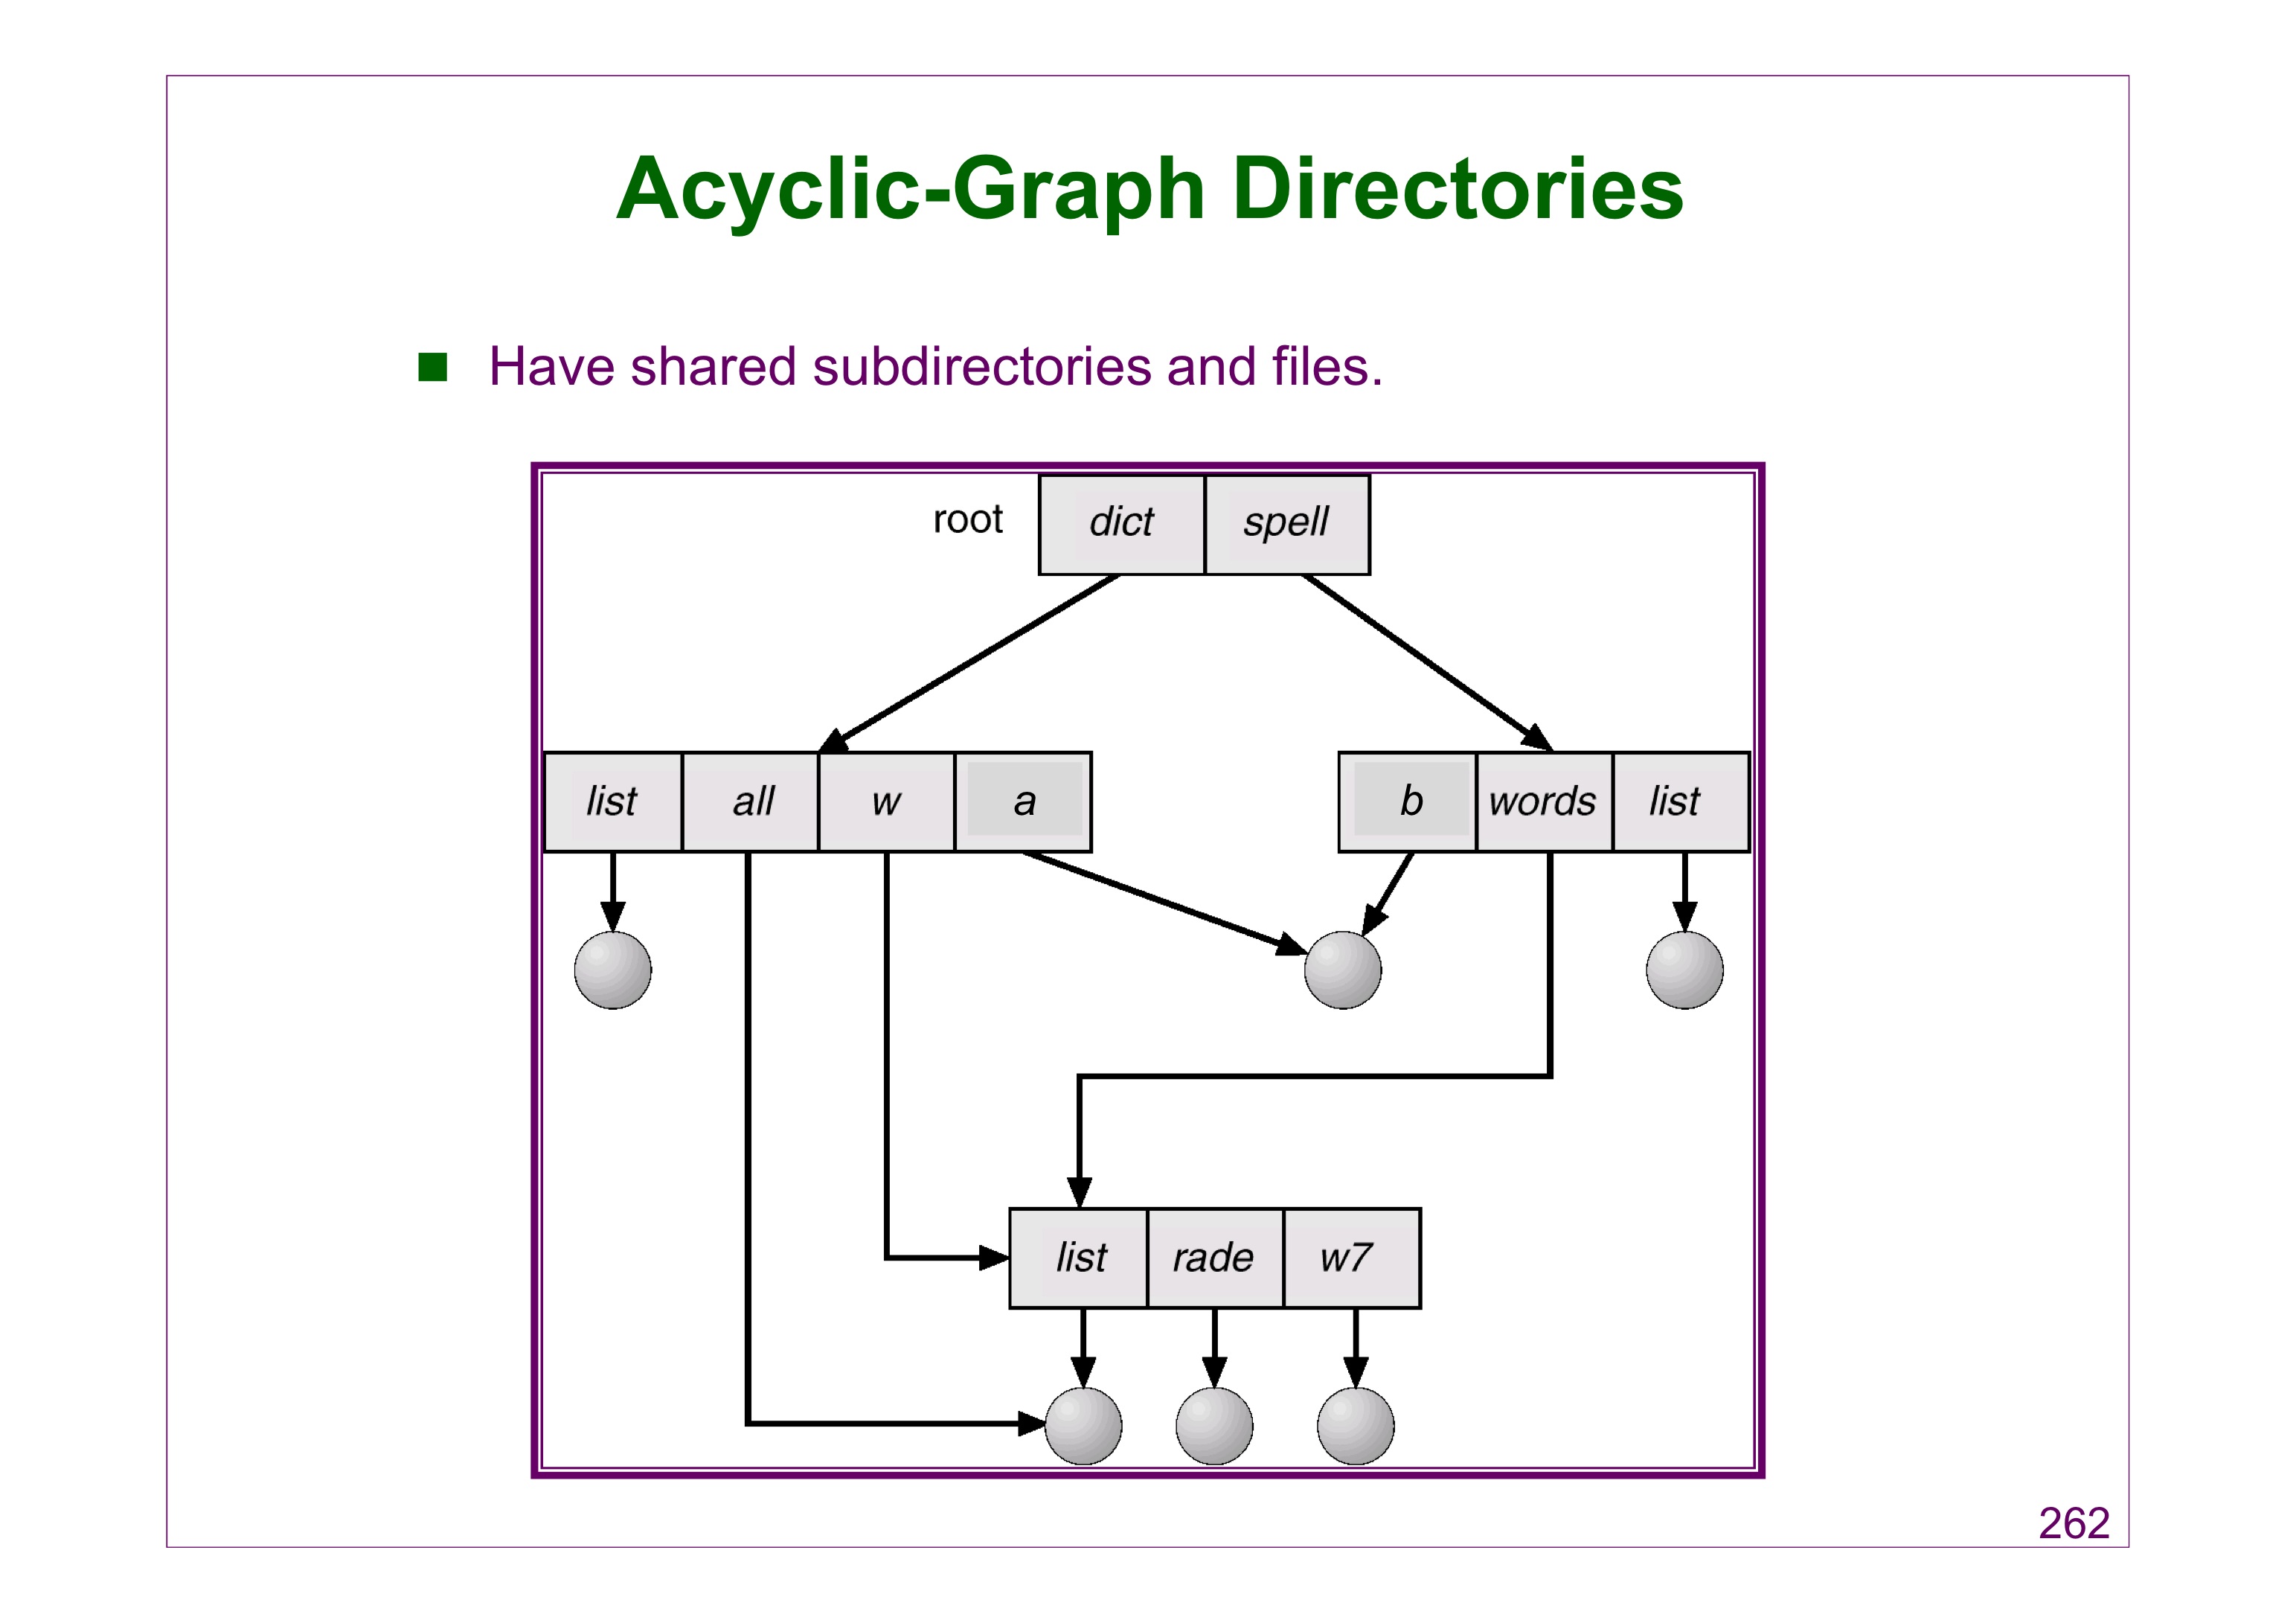 Acyclic-Graph Directories
Have shared subdirectories and files.
root dict spell
list all w a b words list
list rade w7
262